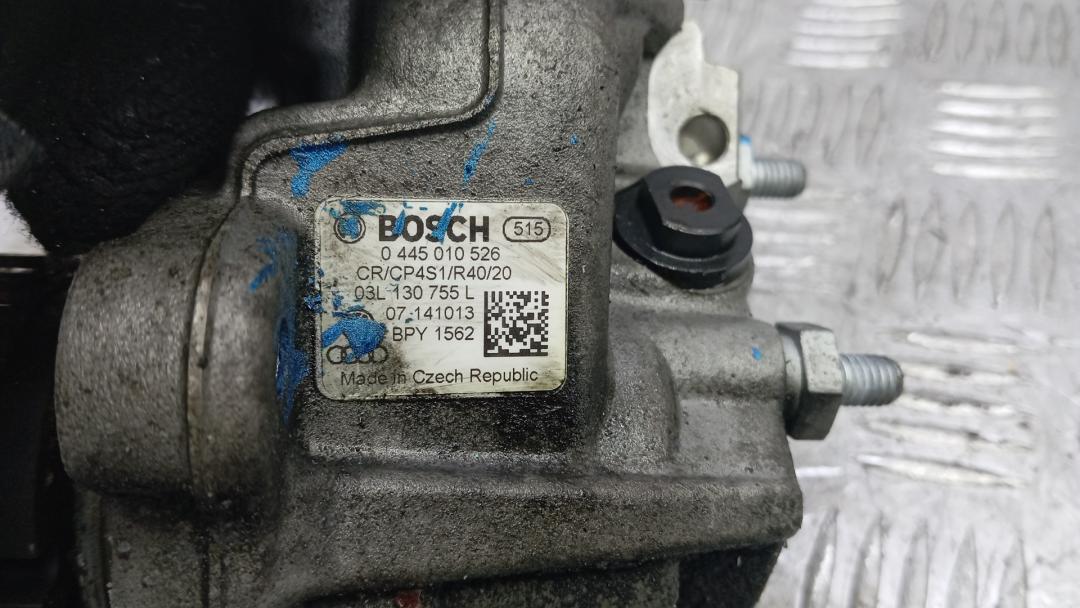 BOSCH 515
0 445 010 526
CR/CP4S1/R40/20
03L 130 755 L
07 141013
BPY 1562
Made in Czech Republic